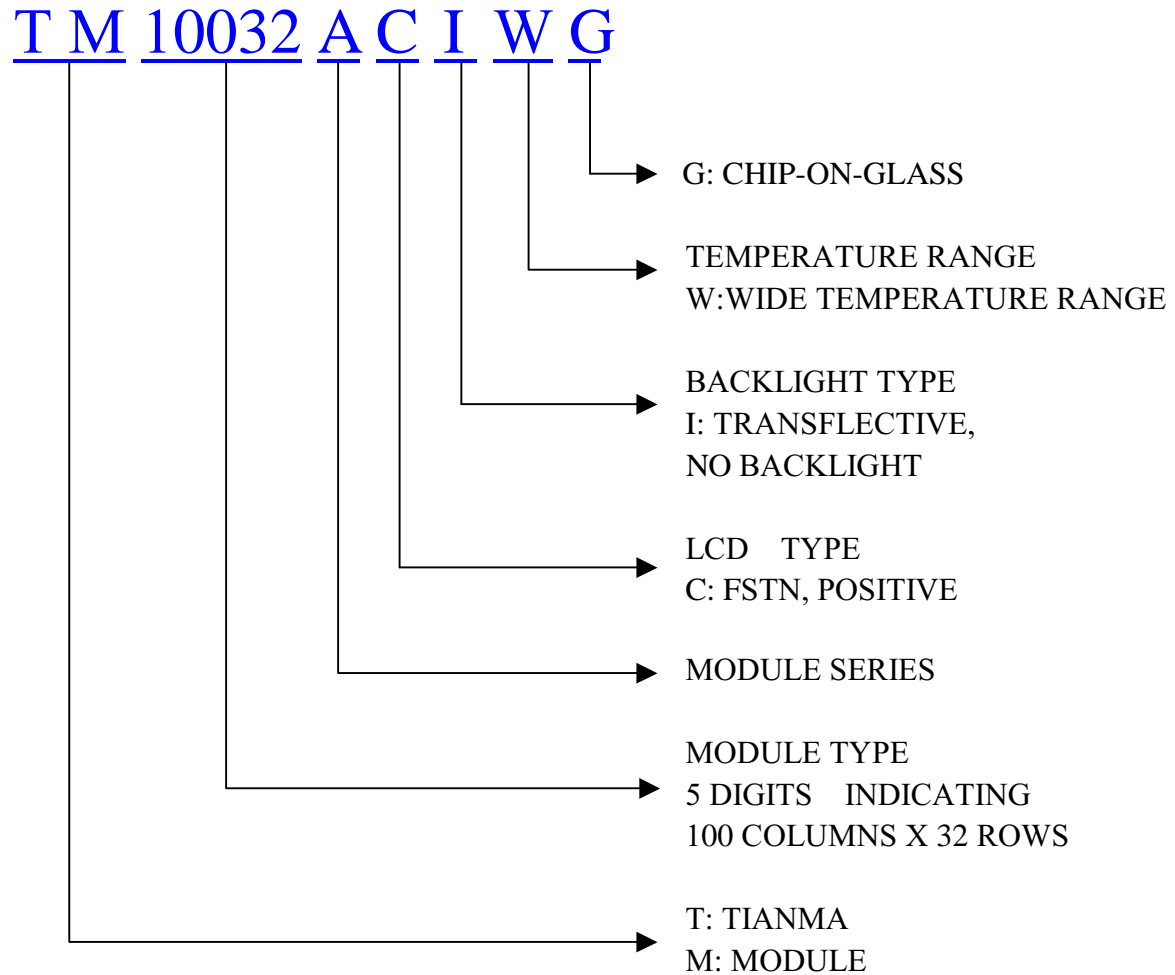 T M 10032 A C I W G
G: CHIP-ON-GLASS
TEMPERATURE RANGE
W:WIDE TEMPERATURE RANGE
BACKLIGHT TYPE
I: TRANSFLECTIVE,
NO BACKLIGHT
LCD TYPE
C: FSTN, POSITIVE
MODULE SERIES
MODULE TYPE
5 DIGITS INDICATING
100 COLUMNS X 32 ROWS
T: TIANMA
M: MODULE